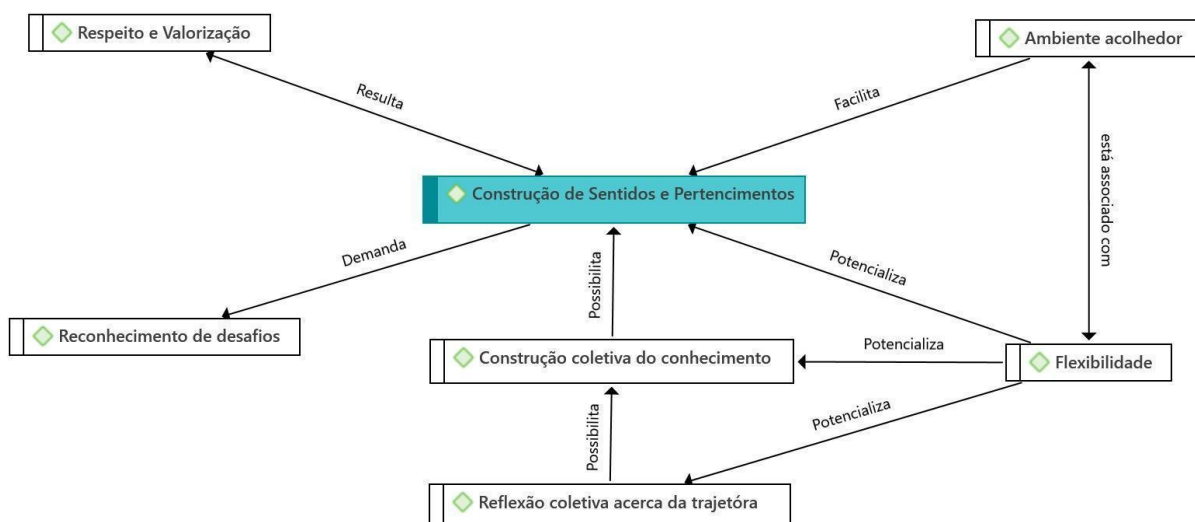 Respeito e Valorização
Ambiente acolhedor
Resulta
Facilita
está associado com
Construção de Sentidos e Pertencimentos
Demanda
Possibilita
Potencializa
Reconhecimento de desafios
Construção coletiva do conhecimento
Potencializa
Flexibilidade
Possibilita
Potencializa
Reflexão coletiva acerca da trajetóra